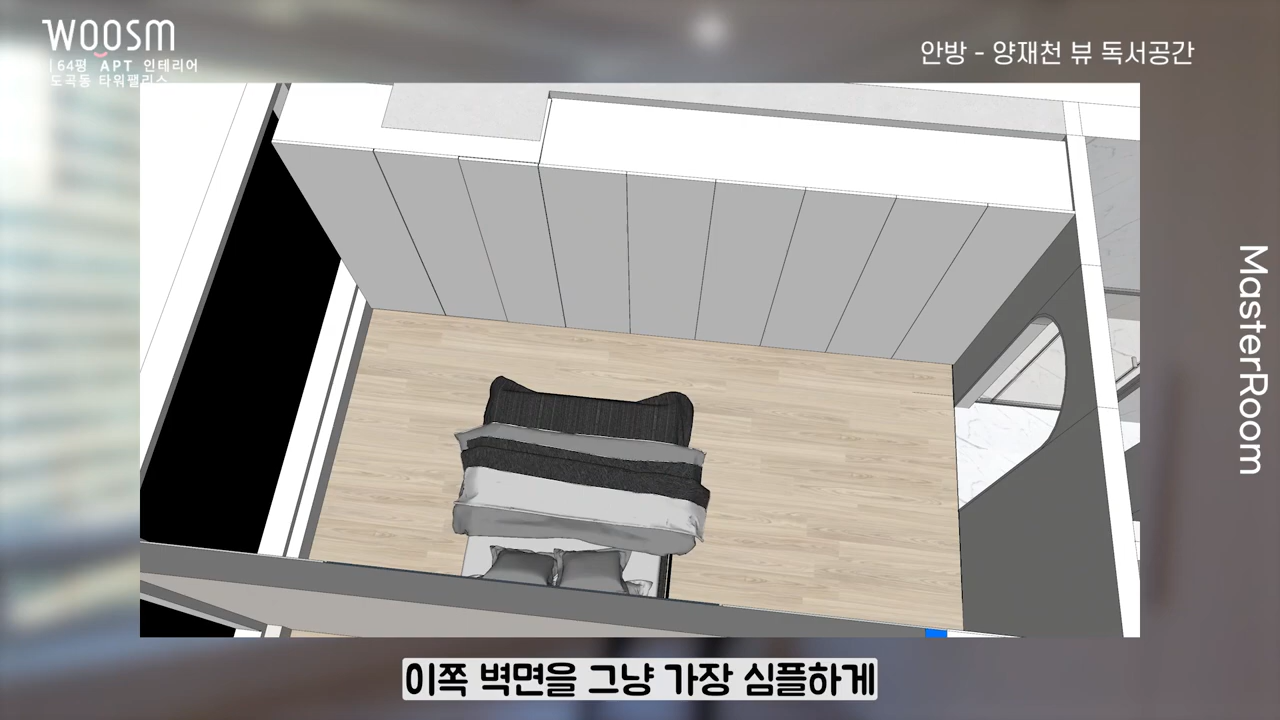 WOOSM
64평 APT 인테리어
도곡동 타워팰리스
안방 - 양재천 뷰 독서공간
MasterRoom
이쪽 벽면을 그냥 가장 심플하게